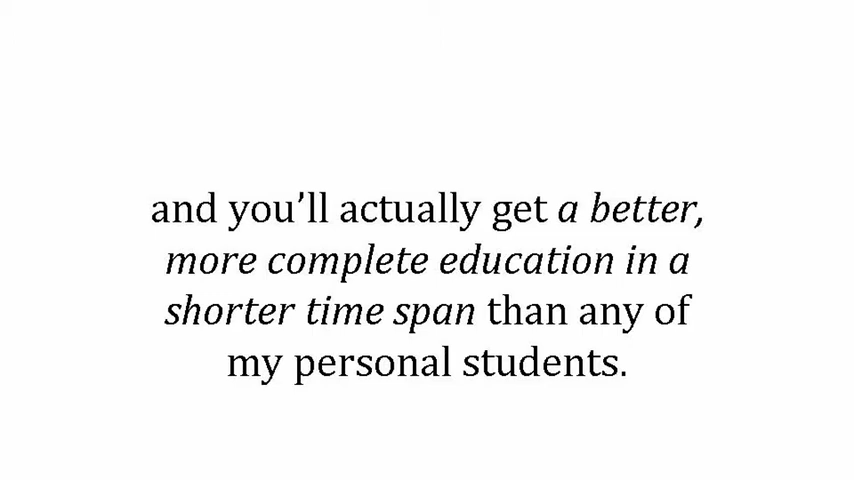 and you’ll actually get a better,
more complete education in a
shorter time span than any of
my personal students.